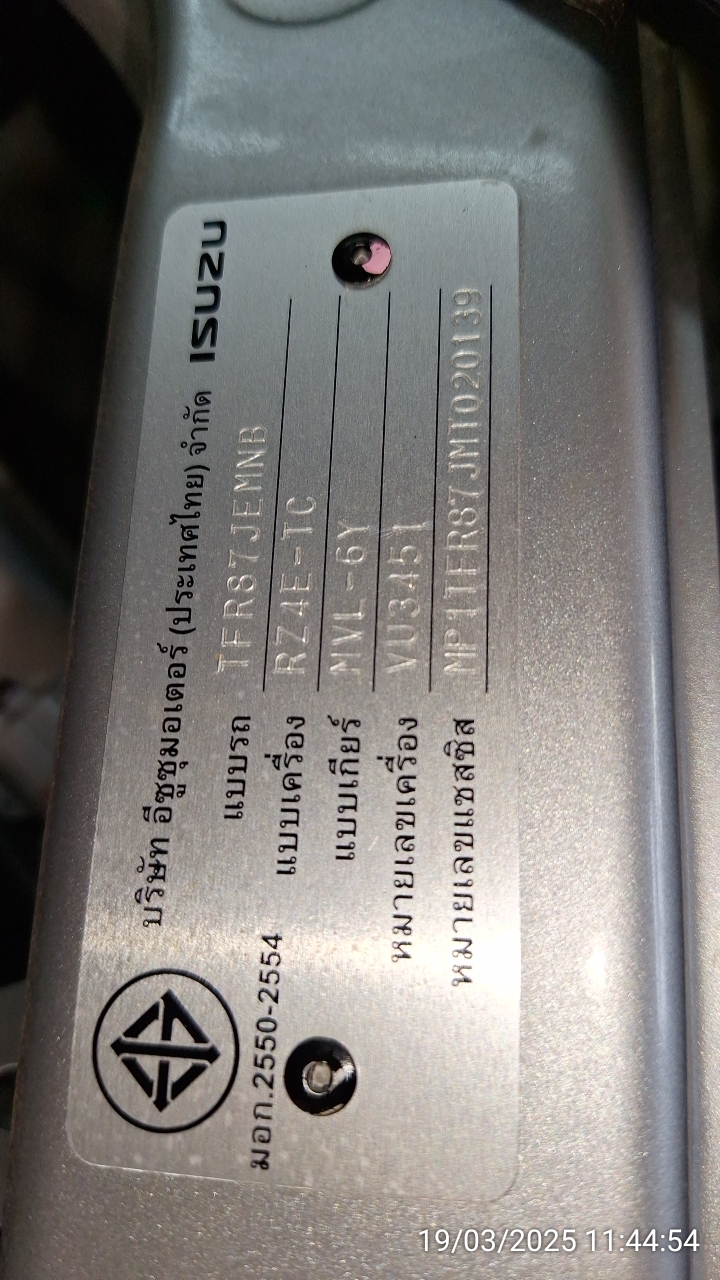 บริษัท อีซูซุมอเตอร์ (ประเทศไทย) จำกัด ISUZU
แบบรถ TFR87JEMNB
แบบเครื่อง RZ4E-TC
แบบเกียร์ MVL-6Y
หมายเลขเครื่อง VU3451
หมายเลขแชสซิส MP1TFR87JMT020139
มอก.2550-2554
19/03/2025 11:44:54